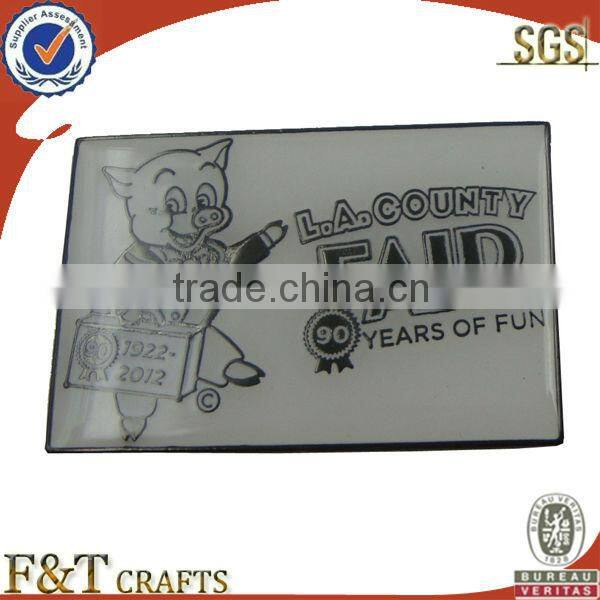 Supplier Assessment
SGS
L.A. COUNTY
FAIR
trade.china.cn
90 YEARS OF FUN
90 1922-
2012
©
F&T CRAFTS
BUREAU VERITAS
1828
BUREAU
VERITAS